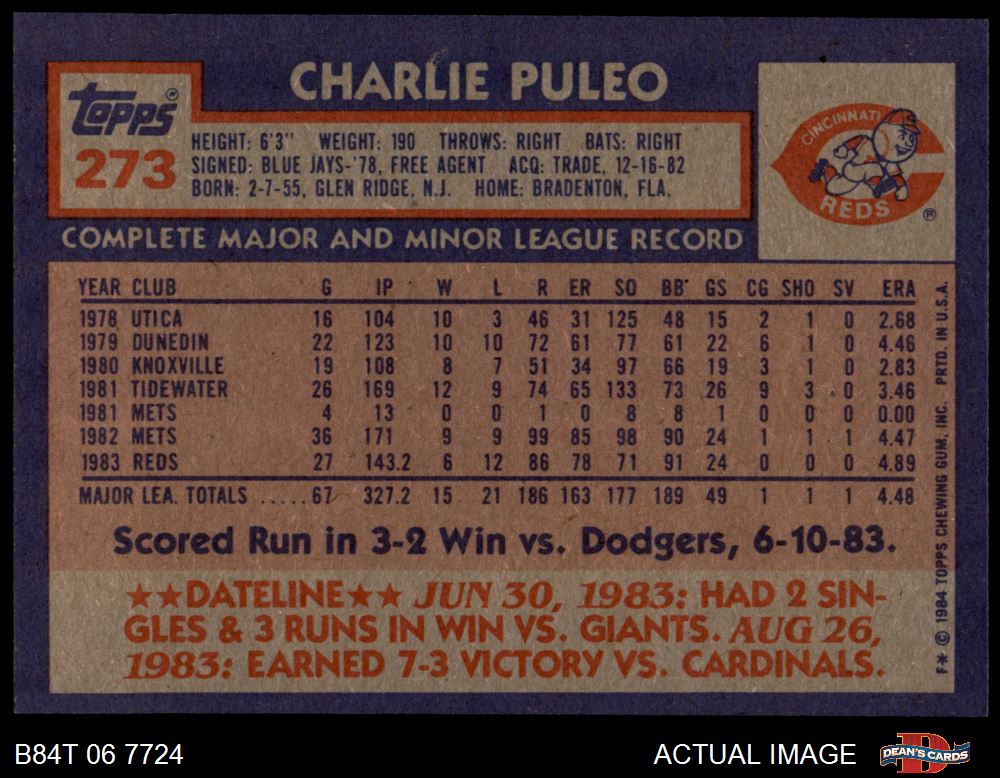 CHARLIE PULEO
TOPPS®
273
HEIGHT: 6'3" WEIGHT: 190 THROWS: RIGHT BATS: RIGHT
SIGNED: BLUE JAYS-'78, FREE AGENT ACQ: TRADE, 12-16-82
BORN: 2-7-55, GLEN RIDGE, N.J. HOME: BRADENTON, FLA.
CINCINNATI
REDS
®
COMPLETE MAJOR AND MINOR LEAGUE RECORD
YEAR CLUB G IP W L R ER SO BB GS CG SHO SV ERA
1978 UTICA 16 104 10 3 46 31 125 48 15 2 1 0 2.68
1979 DUNEDIN 22 123 10 10 72 61 77 61 22 6 1 0 4.46
1980 KNOXVILLE 19 108 8 7 51 34 97 66 19 3 1 0 2.83
1981 TIDEWATER 26 169 12 9 74 65 133 73 26 9 3 0 3.46
1981 METS 4 13 0 0 1 0 8 8 1 0 0 0 0.00
1982 METS 36 171 9 9 99 85 98 90 24 1 1 1 4.47
1983 REDS 27 143.2 6 12 86 78 71 91 24 0 0 0 4.89
MAJOR LEA. TOTALS .....67 327.2 15 21 186 163 177 189 49 1 1 1 4.48
Scored Run in 3-2 Win vs. Dodgers, 6-10-83.
★★DATELINE★★ JUN 30, 1983: HAD 2 SIN-
GLES & 3 RUNS IN WIN VS. GIANTS. AUG 26,
1983: EARNED 7-3 VICTORY VS. CARDINALS.
F* © 1984 TOPPS CHEWING GUM, INC. PRTD. IN U.S.A.
B84T 06 7724
ACTUAL IMAGE
DEAN'S CARDS